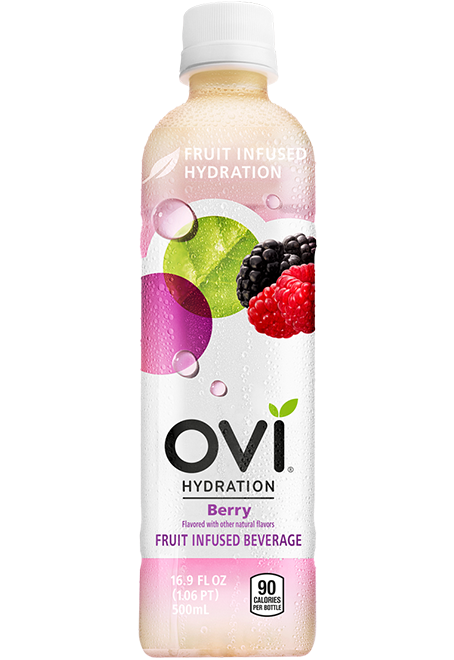 FRUIT INFUSED
HYDRATION
OVI®
HYDRATION
Berry
Flavored with other natural flavors
FRUIT INFUSED BEVERAGE
16.9 FL OZ
(1.06 PT)
500mL
90
CALORIES
PER BOTTLE